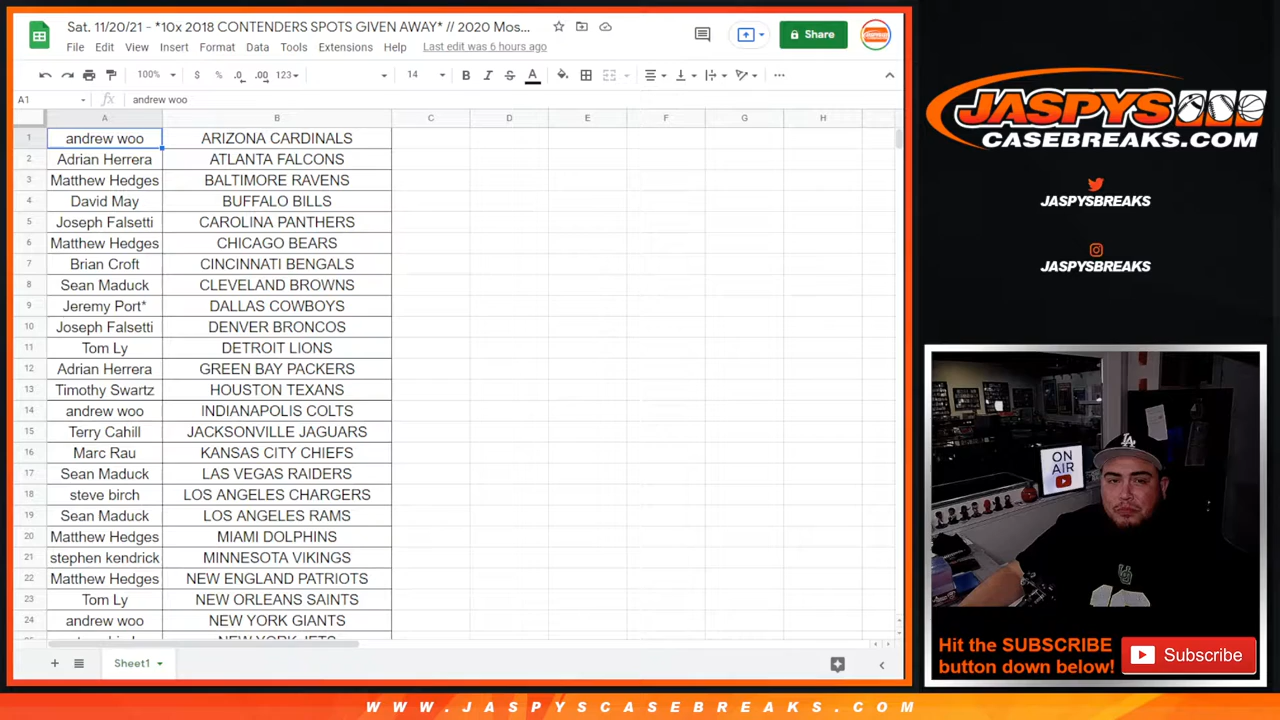 Sat. 11/20/21 - *10x 2018 CONTENDERS SPOTS GIVEN AWAY* // 2020 Mos...
Share
File Edit View Insert Format Data Tools Extensions Help Last edit was 6 hours ago
100% $ % .0 .00 123 14 B I S A
A1 fx andrew woo
A B C D E F G H
1 andrew woo ARIZONA CARDINALS
2 Adrian Herrera ATLANTA FALCONS
3 Matthew Hedges BALTIMORE RAVENS
4 David May BUFFALO BILLS
5 Joseph Falsetti CAROLINA PANTHERS
6 Matthew Hedges CHICAGO BEARS
7 Brian Croft CINCINNATI BENGALS
8 Sean Maduck CLEVELAND BROWNS
9 Jeremy Port* DALLAS COWBOYS
10 Joseph Falsetti DENVER BRONCOS
11 Tom Ly DETROIT LIONS
12 Adrian Herrera GREEN BAY PACKERS
13 Timothy Swartz HOUSTON TEXANS
14 andrew woo INDIANAPOLIS COLTS
15 Terry Cahill JACKSONVILLE JAGUARS
16 Marc Rau KANSAS CITY CHIEFS
17 Sean Maduck LAS VEGAS RAIDERS
18 steve birch LOS ANGELES CHARGERS
19 Sean Maduck LOS ANGELES RAMS
20 Matthew Hedges MIAMI DOLPHINS
21 stephen kendrick MINNESOTA VIKINGS
22 Matthew Hedges NEW ENGLAND PATRIOTS
23 Tom Ly NEW ORLEANS SAINTS
24 andrew woo NEW YORK GIANTS
NEW YORK JETS
Sheet1
JASPYS
CASEBREAKS.COM
JASPYSBREAKS
JASPYSBREAKS
ON
AIR
LA
Hit the SUBSCRIBE
button down below!
Subscribe
WWW.JASPYSCASEBREAKS.COM